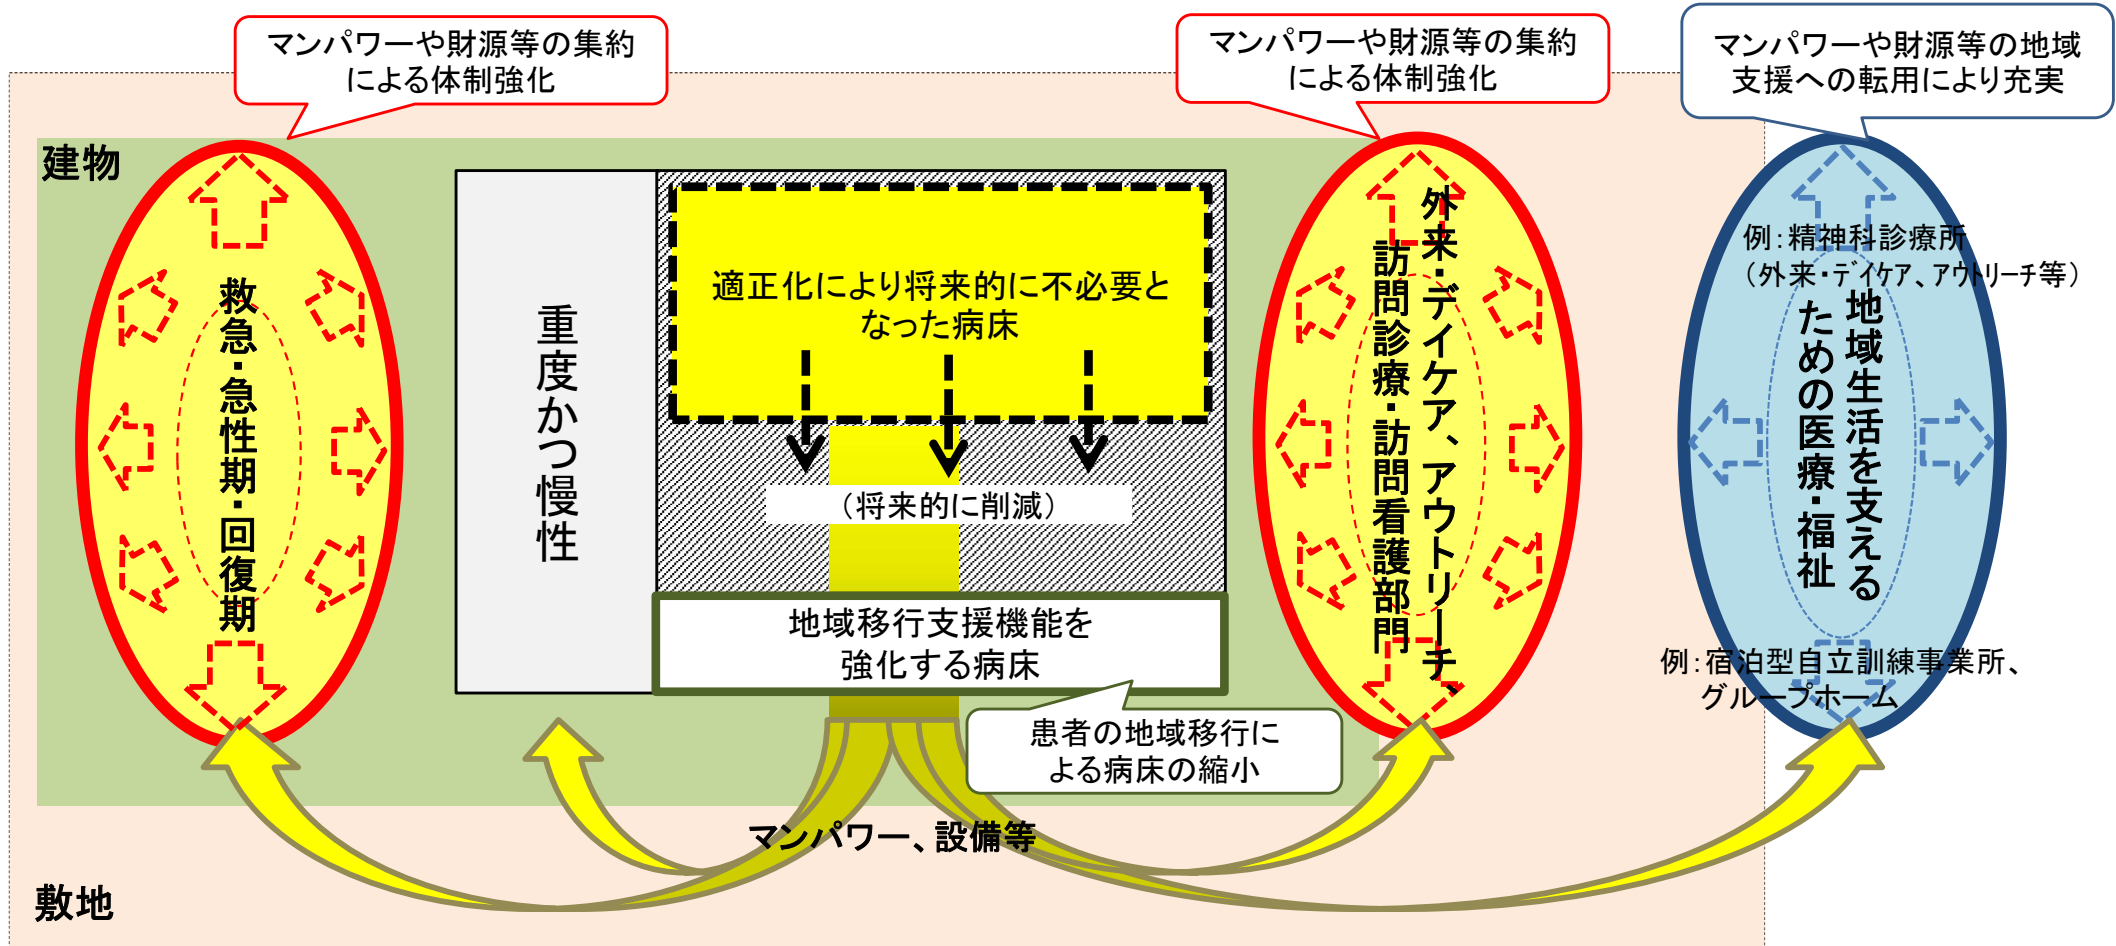 マンパワーや財源等の集約
による体制強化
マンパワーや財源等の集約
による体制強化
マンパワーや財源等の地域
支援への転用により充実
建物
救急・急性期・回復期
重度かつ慢性
適正化により将来的に不必要と
なった病床
（将来的に削減）
地域移行支援機能を
強化する病床
患者の地域移行に
よる病床の縮小
外来・デイケア、アウトリーチ、
訪問診療・訪問看護部門
例：精神科診療所
（外来・デイケア、アウトリーチ等）
地域生活を支える
ための医療・福祉
例：宿泊型自立訓練事業所、
グループホーム
マンパワー、設備等
敷地